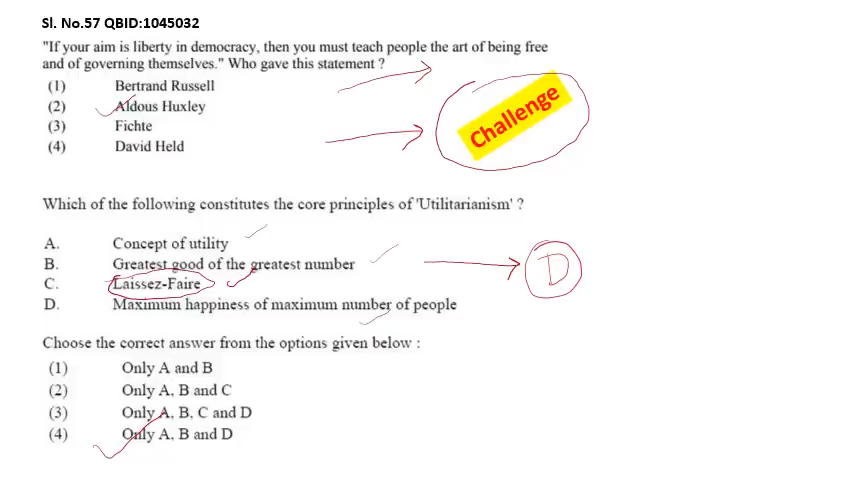 Sl. No.57 QBID:1045032
"If your aim is liberty in democracy, then you must teach people the art of being free
and of governing themselves." Who gave this statement ?
(1) Bertrand Russell
(2) Aldous Huxley
(3) Fichte
(4) David Held
Challenge
Which of the following constitutes the core principles of 'Utilitarianism' ?
A. Concept of utility
B. Greatest good of the greatest number
C. Laissez-Faire
D. Maximum happiness of maximum number of people
D
Choose the correct answer from the options given below :
(1) Only A and B
(2) Only A, B and C
(3) Only A, B, C and D
(4) Only A, B and D